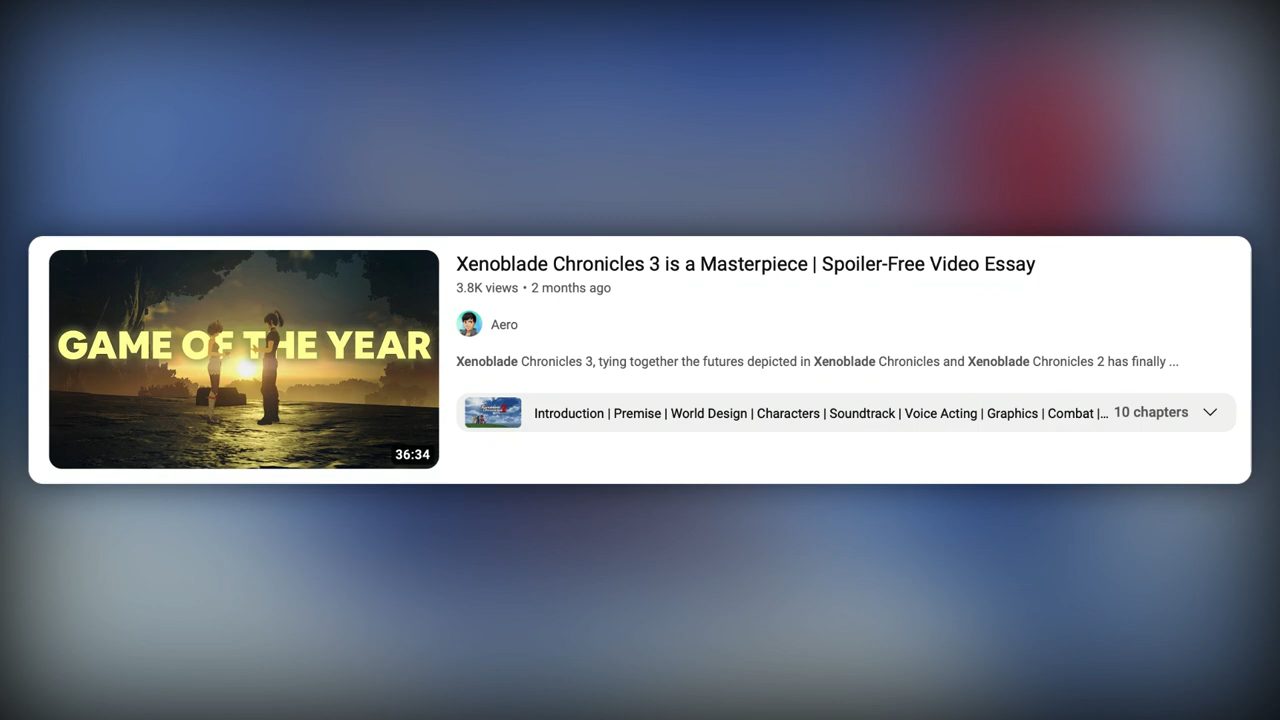 Xenoblade Chronicles 3 is a Masterpiece | Spoiler-Free Video Essay
3.8K views • 2 months ago
Aero
GAME OF THE YEAR
Xenoblade Chronicles 3, tying together the futures depicted in Xenoblade Chronicles and Xenoblade Chronicles 2 has finally ...
Introduction | Premise | World Design | Characters | Soundtrack | Voice Acting | Graphics | Combat |... 10 chapters
36:34